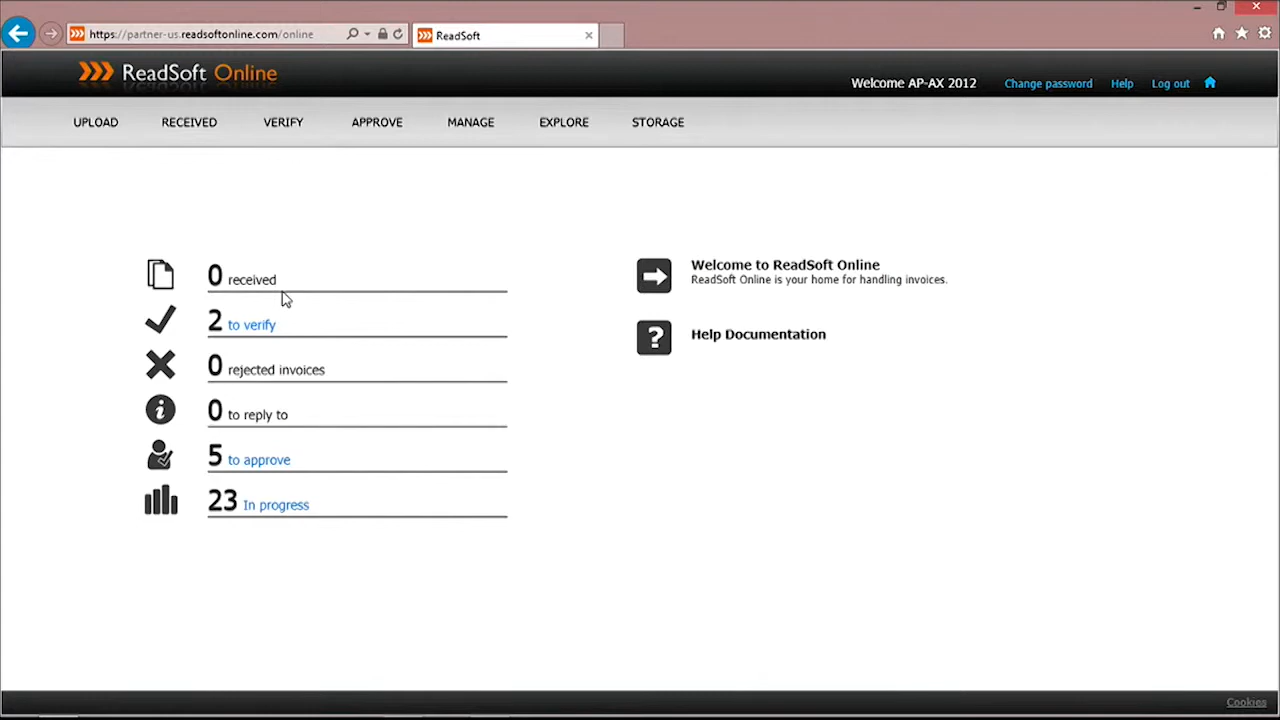 https://partner-us.readsoftonline.com/online
ReadSoft
ReadSoft Online
Welcome AP-AX 2012
Change password
Help
Log out
UPLOAD
RECEIVED
VERIFY
APPROVE
MANAGE
EXPLORE
STORAGE
0 received
2 to verify
0 rejected invoices
0 to reply to
5 to approve
23 In progress
Welcome to ReadSoft Online
ReadSoft Online is your home for handling invoices.
Help Documentation
Cookies